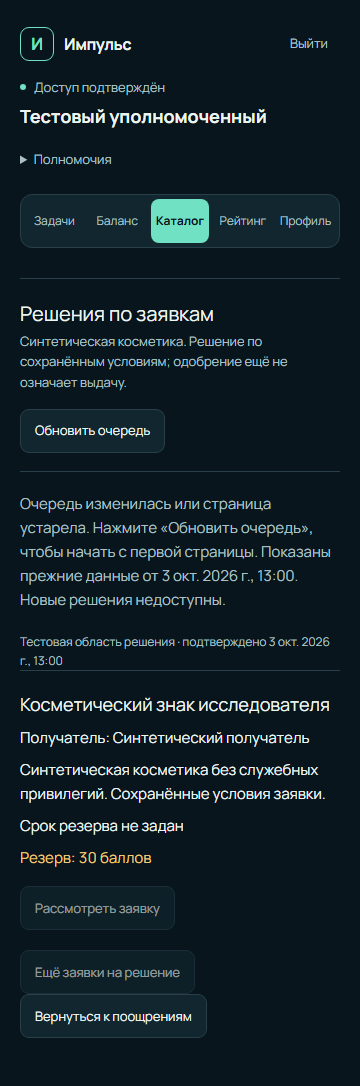 И Импульс Выйти
Доступ подтверждён
Тестовый уполномоченный
Полномочия
Задачи Баланс Каталог Рейтинг Профиль
Решения по заявкам
Синтетическая косметика. Решение по
сохранённым условиям; одобрение ещё не
означает выдачу.
Обновить очередь
Очередь изменилась или страница
устарела. Нажмите «Обновить очередь»,
чтобы начать с первой страницы. Показаны
прежние данные от 3 окт. 2026 г., 13:00.
Новые решения недоступны.
Тестовая область решения · подтверждено 3 окт. 2026
г., 13:00
Косметический знак исследователя
Получатель: Синтетический получатель
Синтетическая косметика без служебных
привилегий. Сохранённые условия заявки.
Срок резерва не задан
Резерв: 30 баллов
Рассмотреть заявку
Ещё заявки на решение
Вернуться к поощрениям